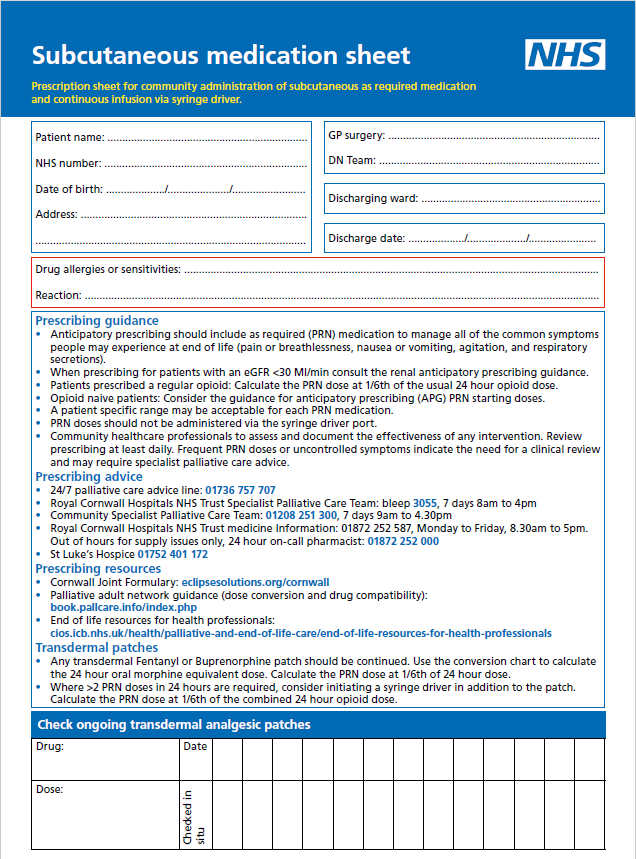 Subcutaneous medication sheet
NHS
Prescription sheet for community administration of subcutaneous as required medication
and continuous infusion via syringe driver.
Patient name: ..........................................................................
NHS number: ..........................................................................
Date of birth: ..................../....................../..........................
Address: ..........................................................................
..........................................................................
GP surgery: ..........................................................................
DN Team: ..........................................................................
Discharging ward: ..........................................................
Discharge date: ..................../...................../........................
Drug allergies or sensitivities: ..........................................................................
Reaction: ..........................................................................
Prescribing guidance
• Anticipatory prescribing should include as required (PRN) medication to manage all of the common symptoms
people may experience at end of life (pain or breathlessness, nausea or vomiting, agitation, and respiratory
secretions).
• When prescribing for patients with an eGFR <30 Ml/min consult the renal anticipatory prescribing guidance.
• Patients prescribed a regular opioid: Calculate the PRN dose at 1/6th of the usual 24 hour opioid dose.
• Opioid naive patients: Consider the guidance for anticipatory prescribing (APG) PRN starting doses.
• A patient specific range may be acceptable for each PRN medication.
• PRN doses should not be administered via the syringe driver port.
• Community healthcare professionals to assess and document the effectiveness of any intervention. Review
prescribing at least daily. Frequent PRN doses or uncontrolled symptoms indicate the need for a clinical review
and may require specialist palliative care advice.
Prescribing advice
• 24/7 palliative care advice line: 01736 757 707
• Royal Cornwall Hospitals NHS Trust Specialist Palliative Care Team: bleep 3055, 7 days 8am to 4pm
• Community Specialist Palliative Care Team: 01208 251 300, 7 days 9am to 4.30pm
• Royal Cornwall Hospitals NHS Trust medicine Information: 01872 252 587, Monday to Friday, 8.30am to 5pm.
Out of hours for supply issues only, 24 hour on-call pharmacist: 01872 252 000
• St Luke's Hospice 01752 401 172
Prescribing resources
• Cornwall Joint Formulary: eclipsesolutions.org/cornwall
• Palliative adult network guidance (dose conversion and drug compatibility):
book.pallcare.info/index.php
• End of life resources for health professionals:
cios.icb.nhs.uk/health/palliative-and-end-of-life-care/end-of-life-resources-for-health-professionals
Transdermal patches
• Any transdermal Fentanyl or Buprenorphine patch should be continued. Use the conversion chart to calculate
the 24 hour oral morphine equivalent dose. Calculate the PRN dose at 1/6th of 24 hour dose.
• Where >2 PRN doses in 24 hours are required, consider initiating a syringe driver in addition to the patch.
Calculate the PRN dose at 1/6th of the combined 24 hour opioid dose.
Check ongoing transdermal analgesic patches
Drug:
Date
Dose:
Checked in
situ